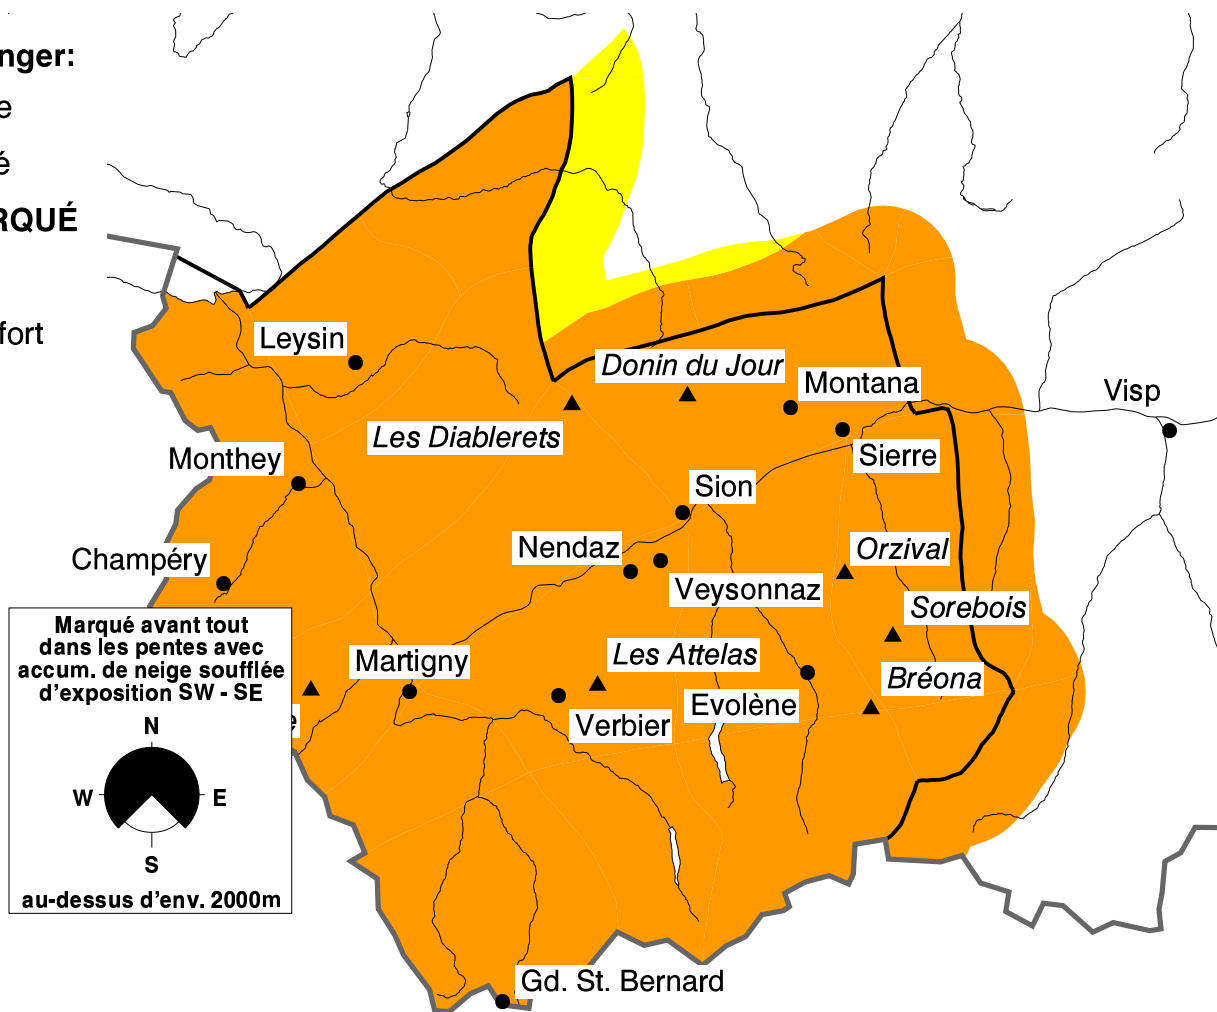 nger:
e
é
RQUÉ
fort
Leysin
Donin du Jour
Montana
Visp
Les Diablerets
Sierre
Monthey
Sion
Nendaz
Orzival
Champéry
Veysonnaz
Sorebois
Marqué avant tout
dans les pentes avec
accum. de neige soufflée
d'exposition SW - SE
Martigny
Les Attelas
Bréona
Evolène
e
Verbier
N
W
E
S
au-dessus d'env. 2000m
Gd. St. Bernard